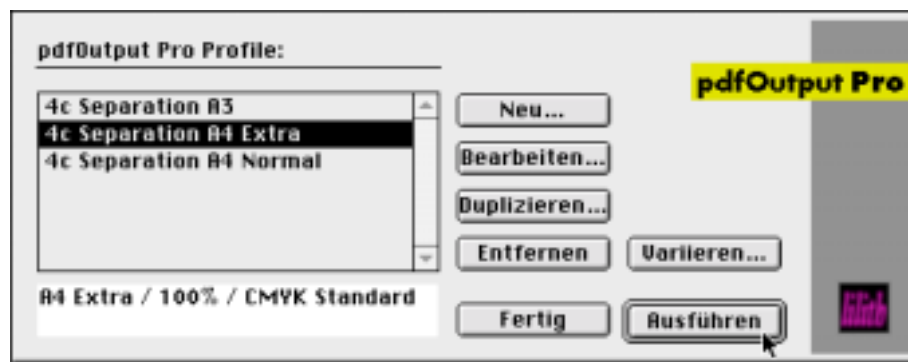 pdfOutput Pro Profile:
pdfOutput Pro
4c Separation A3
4c Separation A4 Extra
4c Separation A4 Normal
Neu...
Bearbeiten...
Duplizieren...
Entfernen
Variieren...
A4 Extra / 100% / CMYK Standard
Fertig
Ausführen